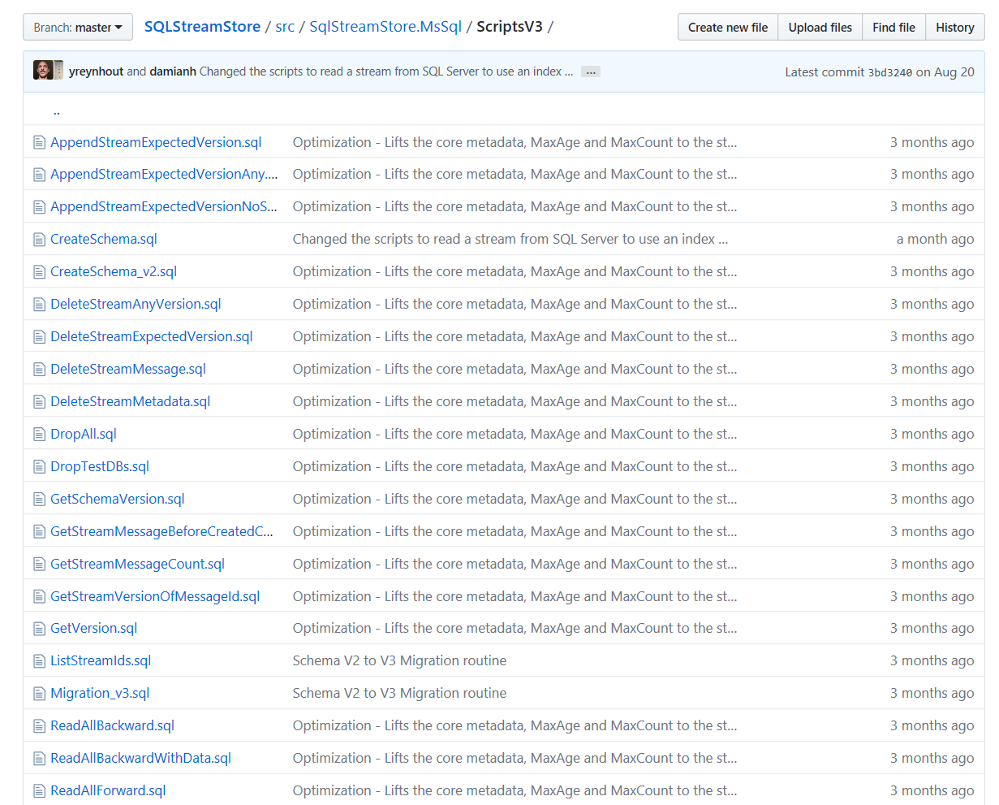 Branch: master SQLStreamStore / src / SqlStreamStore.MsSql / ScriptsV3 / Create new file Upload files Find file History
yreynhout and damianh Changed the scripts to read a stream from SQL Server to use an index ... ... Latest commit 3bd3240 on Aug 20
..
AppendStreamExpectedVersion.sql Optimization - Lifts the core metadata, MaxAge and MaxCount to the st... 3 months ago
AppendStreamExpectedVersionAny.... Optimization - Lifts the core metadata, MaxAge and MaxCount to the st... 3 months ago
AppendStreamExpectedVersionNoS... Optimization - Lifts the core metadata, MaxAge and MaxCount to the st... 3 months ago
CreateSchema.sql Changed the scripts to read a stream from SQL Server to use an index ... a month ago
CreateSchema_v2.sql Optimization - Lifts the core metadata, MaxAge and MaxCount to the st... 3 months ago
DeleteStreamAnyVersion.sql Optimization - Lifts the core metadata, MaxAge and MaxCount to the st... 3 months ago
DeleteStreamExpectedVersion.sql Optimization - Lifts the core metadata, MaxAge and MaxCount to the st... 3 months ago
DeleteStreamMessage.sql Optimization - Lifts the core metadata, MaxAge and MaxCount to the st... 3 months ago
DeleteStreamMetadata.sql Optimization - Lifts the core metadata, MaxAge and MaxCount to the st... 3 months ago
DropAll.sql Optimization - Lifts the core metadata, MaxAge and MaxCount to the st... 3 months ago
DropTestDBs.sql Optimization - Lifts the core metadata, MaxAge and MaxCount to the st... 3 months ago
GetSchemaVersion.sql Optimization - Lifts the core metadata, MaxAge and MaxCount to the st... 3 months ago
GetStreamMessageBeforeCreatedC... Optimization - Lifts the core metadata, MaxAge and MaxCount to the st... 3 months ago
GetStreamMessageCount.sql Optimization - Lifts the core metadata, MaxAge and MaxCount to the st... 3 months ago
GetStreamVersionOfMessageId.sql Optimization - Lifts the core metadata, MaxAge and MaxCount to the st... 3 months ago
GetVersion.sql Optimization - Lifts the core metadata, MaxAge and MaxCount to the st... 3 months ago
ListStreamIds.sql Schema V2 to V3 Migration routine 3 months ago
Migration_v3.sql Schema V2 to V3 Migration routine 3 months ago
ReadAllBackward.sql Optimization - Lifts the core metadata, MaxAge and MaxCount to the st... 3 months ago
ReadAllBackwardWithData.sql Optimization - Lifts the core metadata, MaxAge and MaxCount to the st... 3 months ago
ReadAllForward.sql Optimization - Lifts the core metadata, MaxAge and MaxCount to the st... 3 months ago